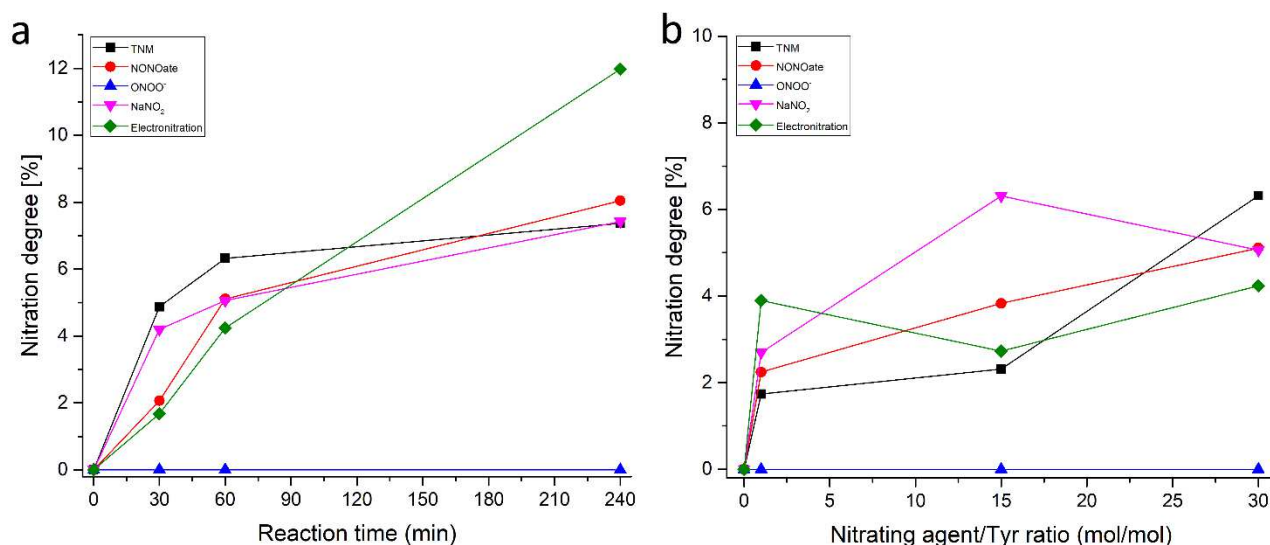 a
TNM
NONOate
ONOO⁻
NaNO₂
Electronitration
Nitration degree [%]
12
10
8
6
4
2
0
0 30 60 90 120 150 180 210 240
Reaction time (min)
b
TNM
NONOate
ONOO⁻
NaNO₂
Electronitration
Nitration degree [%]
10
8
6
4
2
0
0 5 10 15 20 25 30
Nitrating agent/Tyr ratio (mol/mol)